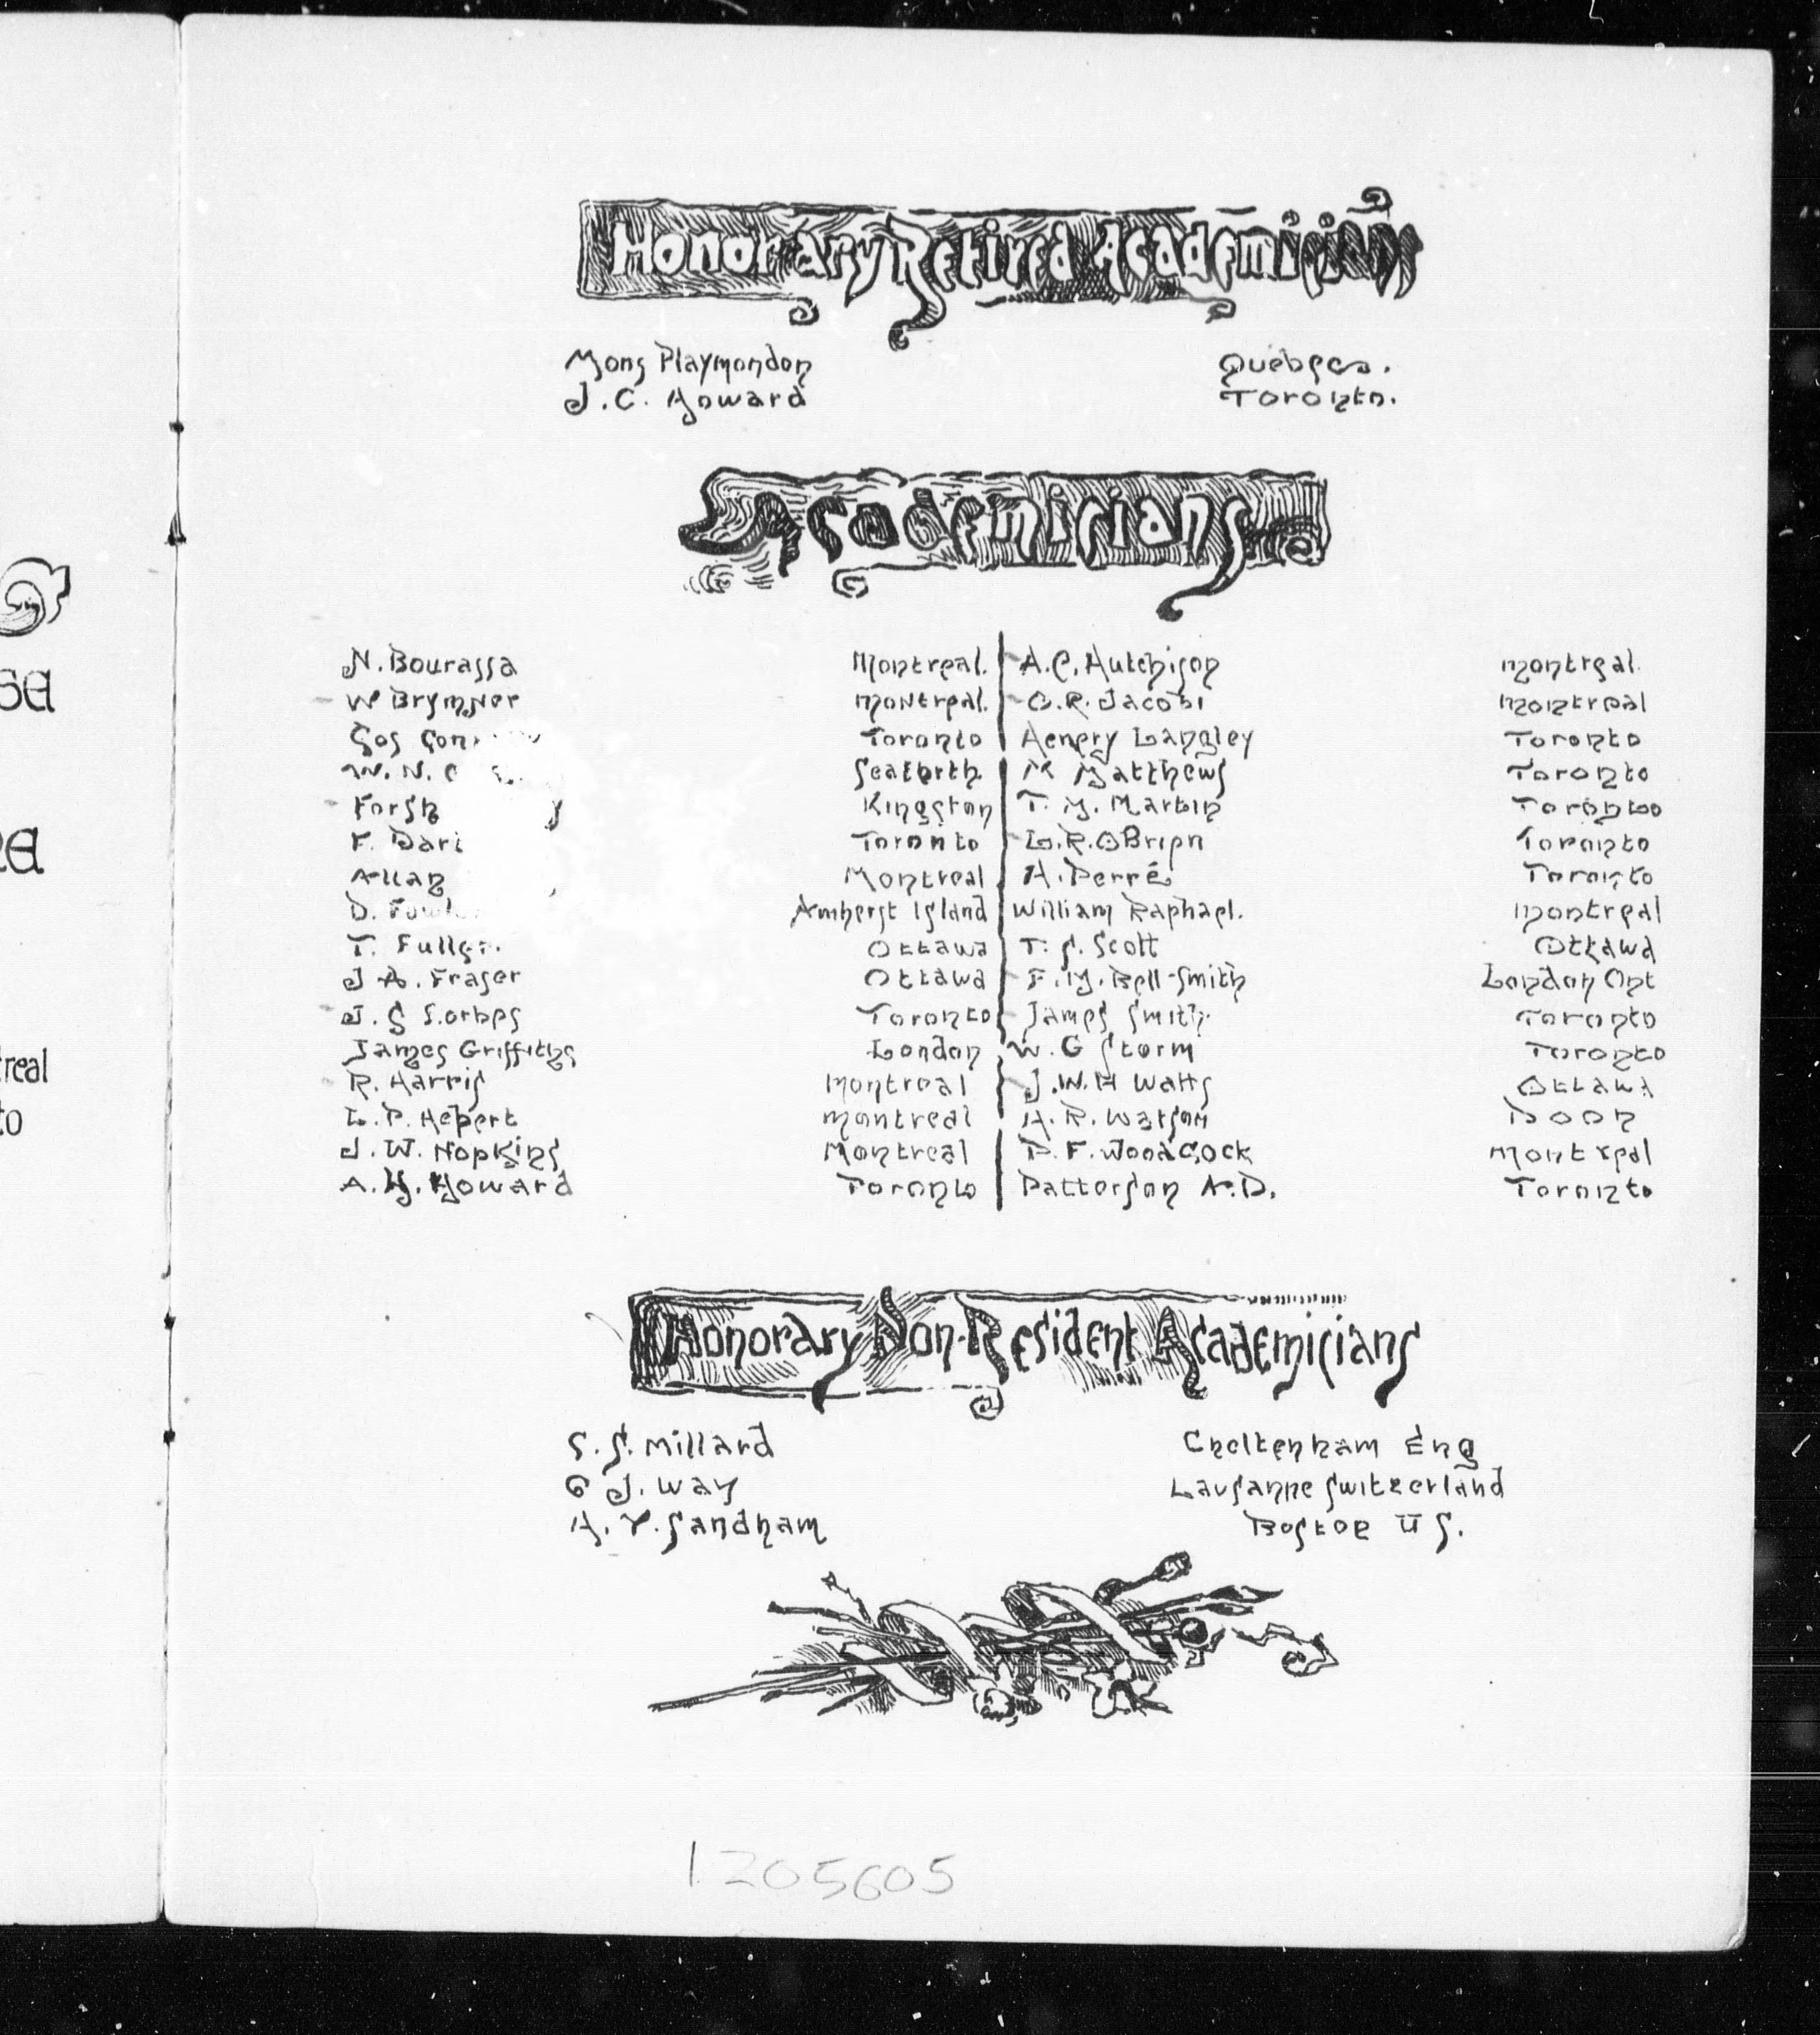 Honorary Retired Academicians
Mons Playmondon Quebec.
J. C. Howard Toronto.
Academicians
N. Bourassa Montreal.
W Brymner Montreal.
Toronto
W. N. Seaforth
Kingston
F. Toronto
Allan Montreal
D. Amherst Island
T. Fuller Ottawa
J A. Fraser Ottawa
J. S Forbes Toronto
James Griffiths London
R. Harris Montreal
L. P. Hebert Montreal
J. W. Hopkins Montreal
A. H. Howard Toronto
A. C. Hutchison Montreal.
O. R. Jacobi Montreal
Henry Langley Toronto
M Matthews Toronto
T. M. Martin Toronto
L. R. OBrien Toronto
H. Perré Toronto
William Raphael. Montreal
T. S. Scott Ottawa
F. M. Bell-Smith London Ont
James Smith Toronto
W. G Storm Toronto
J. W. H Watts Ottawa
H. R. Watson Doon
P. F. Woodcock Montreal
Patterson A. D. Toronto
Honorary Non-Resident Academicians
S. S. Millard Cheltenham Eng
C J. Way Lausanne Switzerland
H. Y. Sandham Boston U S.
1205605
real
to